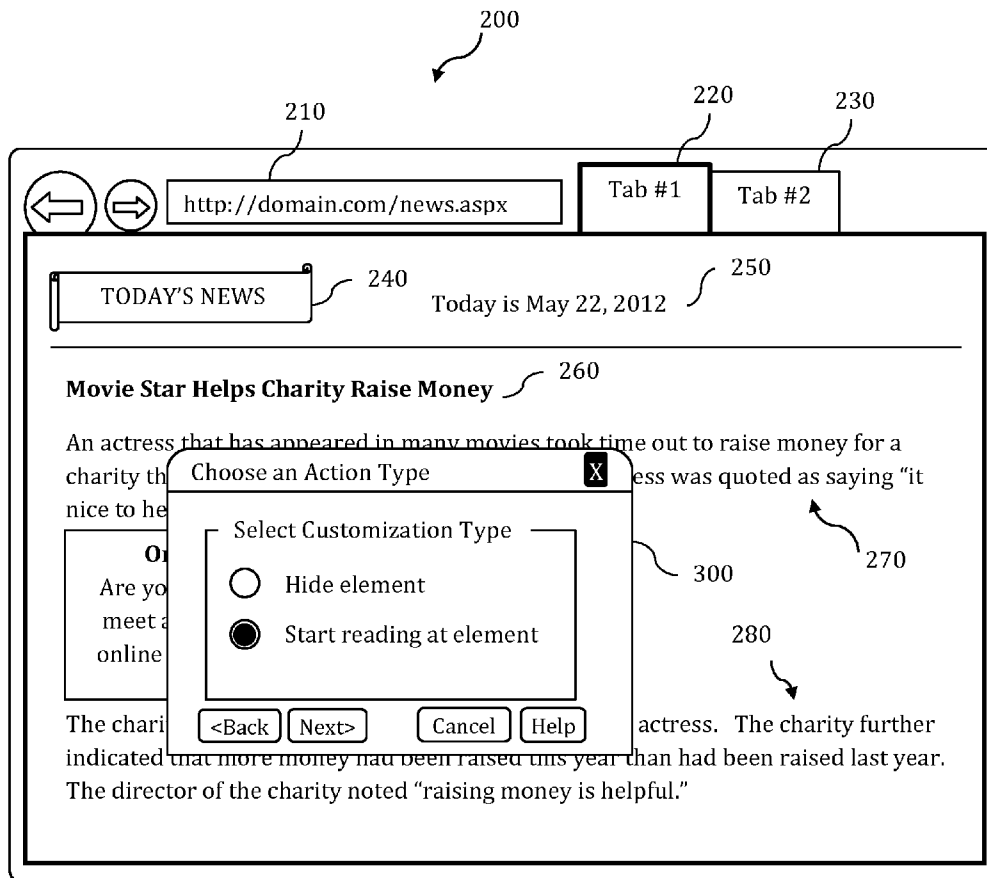 200
210
220
230
http://domain.com/news.aspx
Tab #1
Tab #2
TODAY'S NEWS
240
Today is May 22, 2012
250
Movie Star Helps Charity Raise Money
260
An actress that has appeared in many movies took time out to raise money for a
charity
ess was quoted as saying “it
nice to he
Choose an Action Type
X
270
Select Customization Type
Hide element
Start reading at element
300
Are yo
meet a
online
280
<Back
Next>
Cancel
Help
The chari
actress. The charity further
indicated that more money had been raised this year than had been raised last year.
The director of the charity noted “raising money is helpful.”